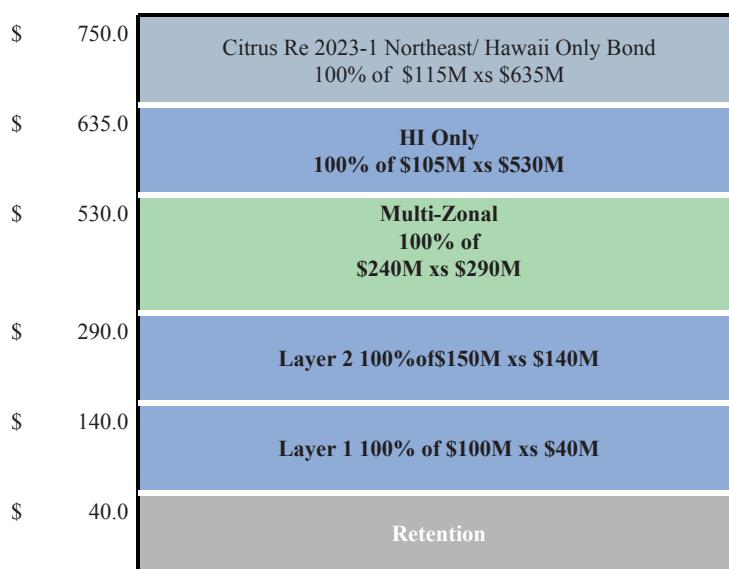 $ 750.0
Citrus Re 2023-1 Northeast/ Hawaii Only Bond
100% of $115M xs $635M
$ 635.0
HI Only
100% of $105M xs $530M
$ 530.0
Multi-Zonal
100% of
$240M xs $290M
$ 290.0
Layer 2 100%of$150M xs $140M
$ 140.0
Layer 1 100% of $100M xs $40M
$ 40.0
Retention